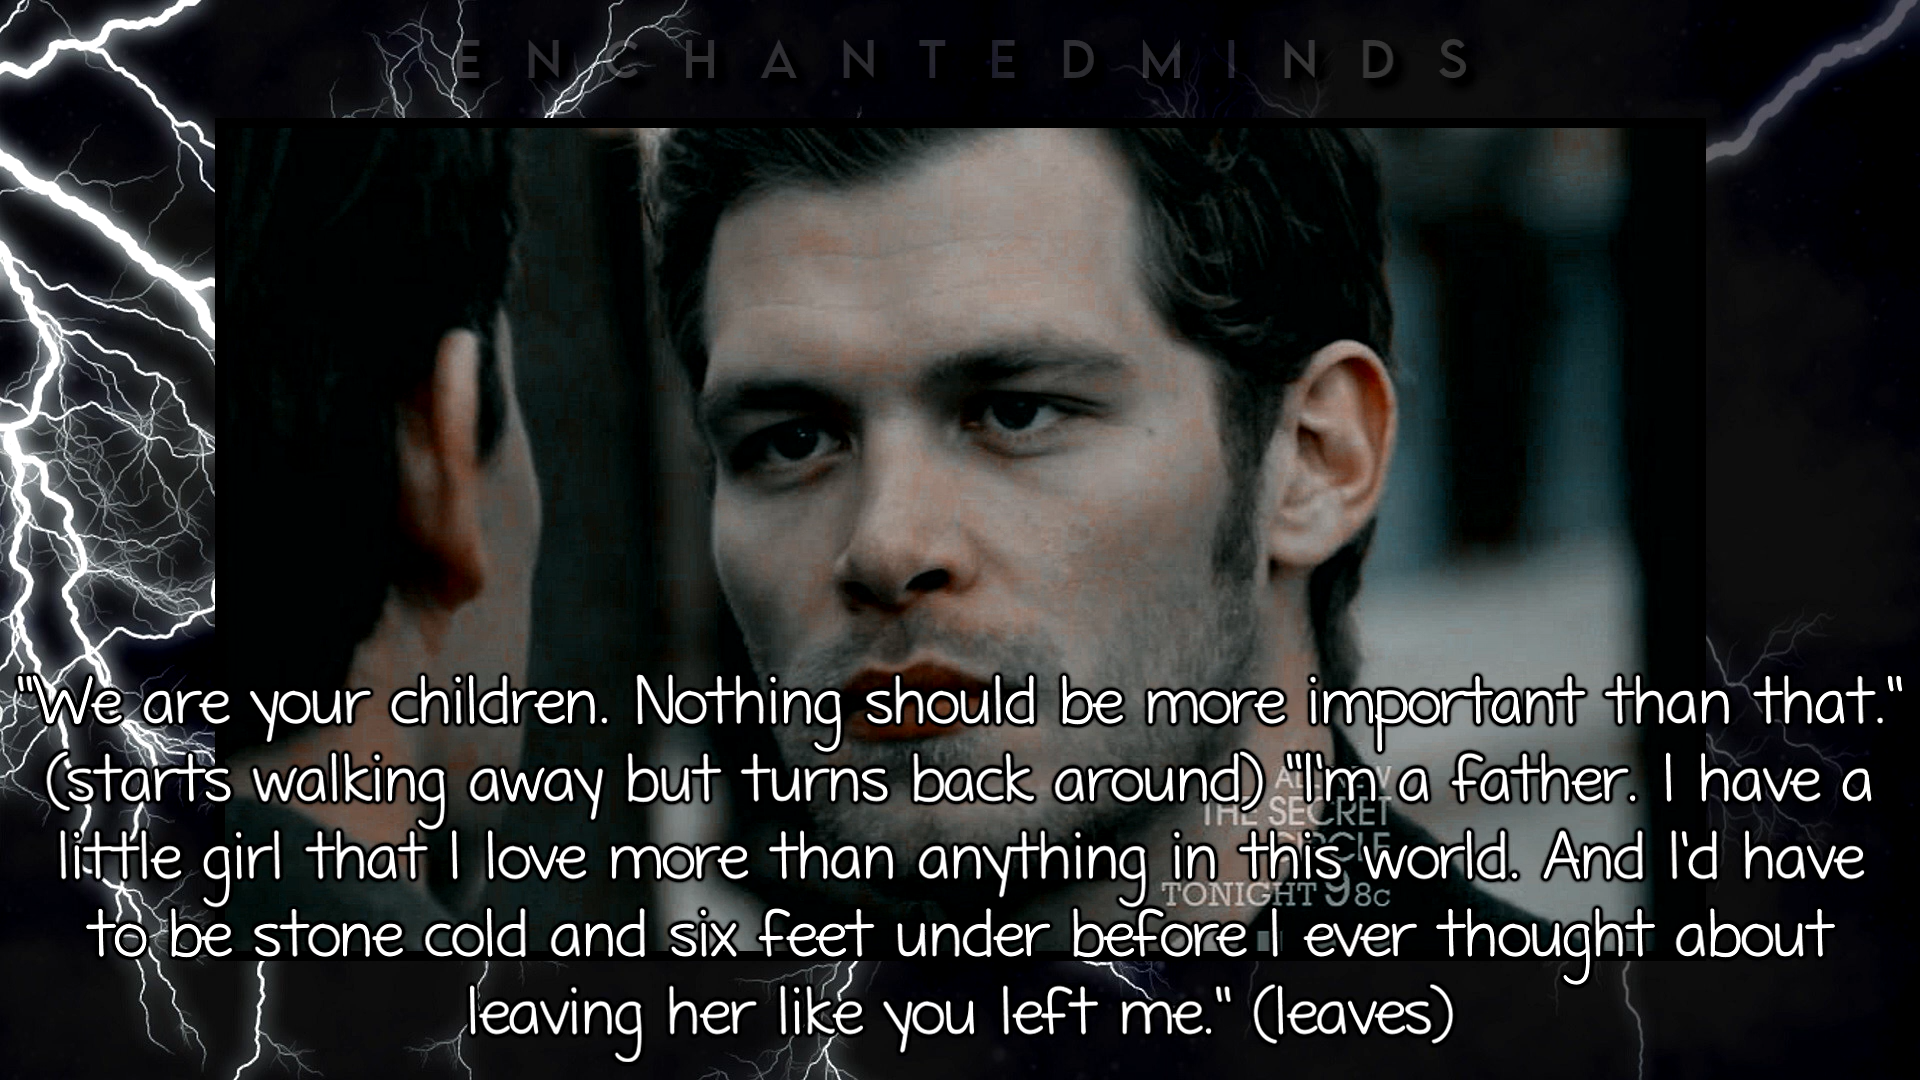 ENCHANTEDMINDS
"We are your children. Nothing should be more important than that."
(starts walking away but turns back around) "I'm a father. I have a
little girl that I love more than anything in this world. And I'd have
to be stone cold and six feet under before I ever thought about
leaving her like you left me." (leaves)
THE SECRET
TONIGHT 9 8c